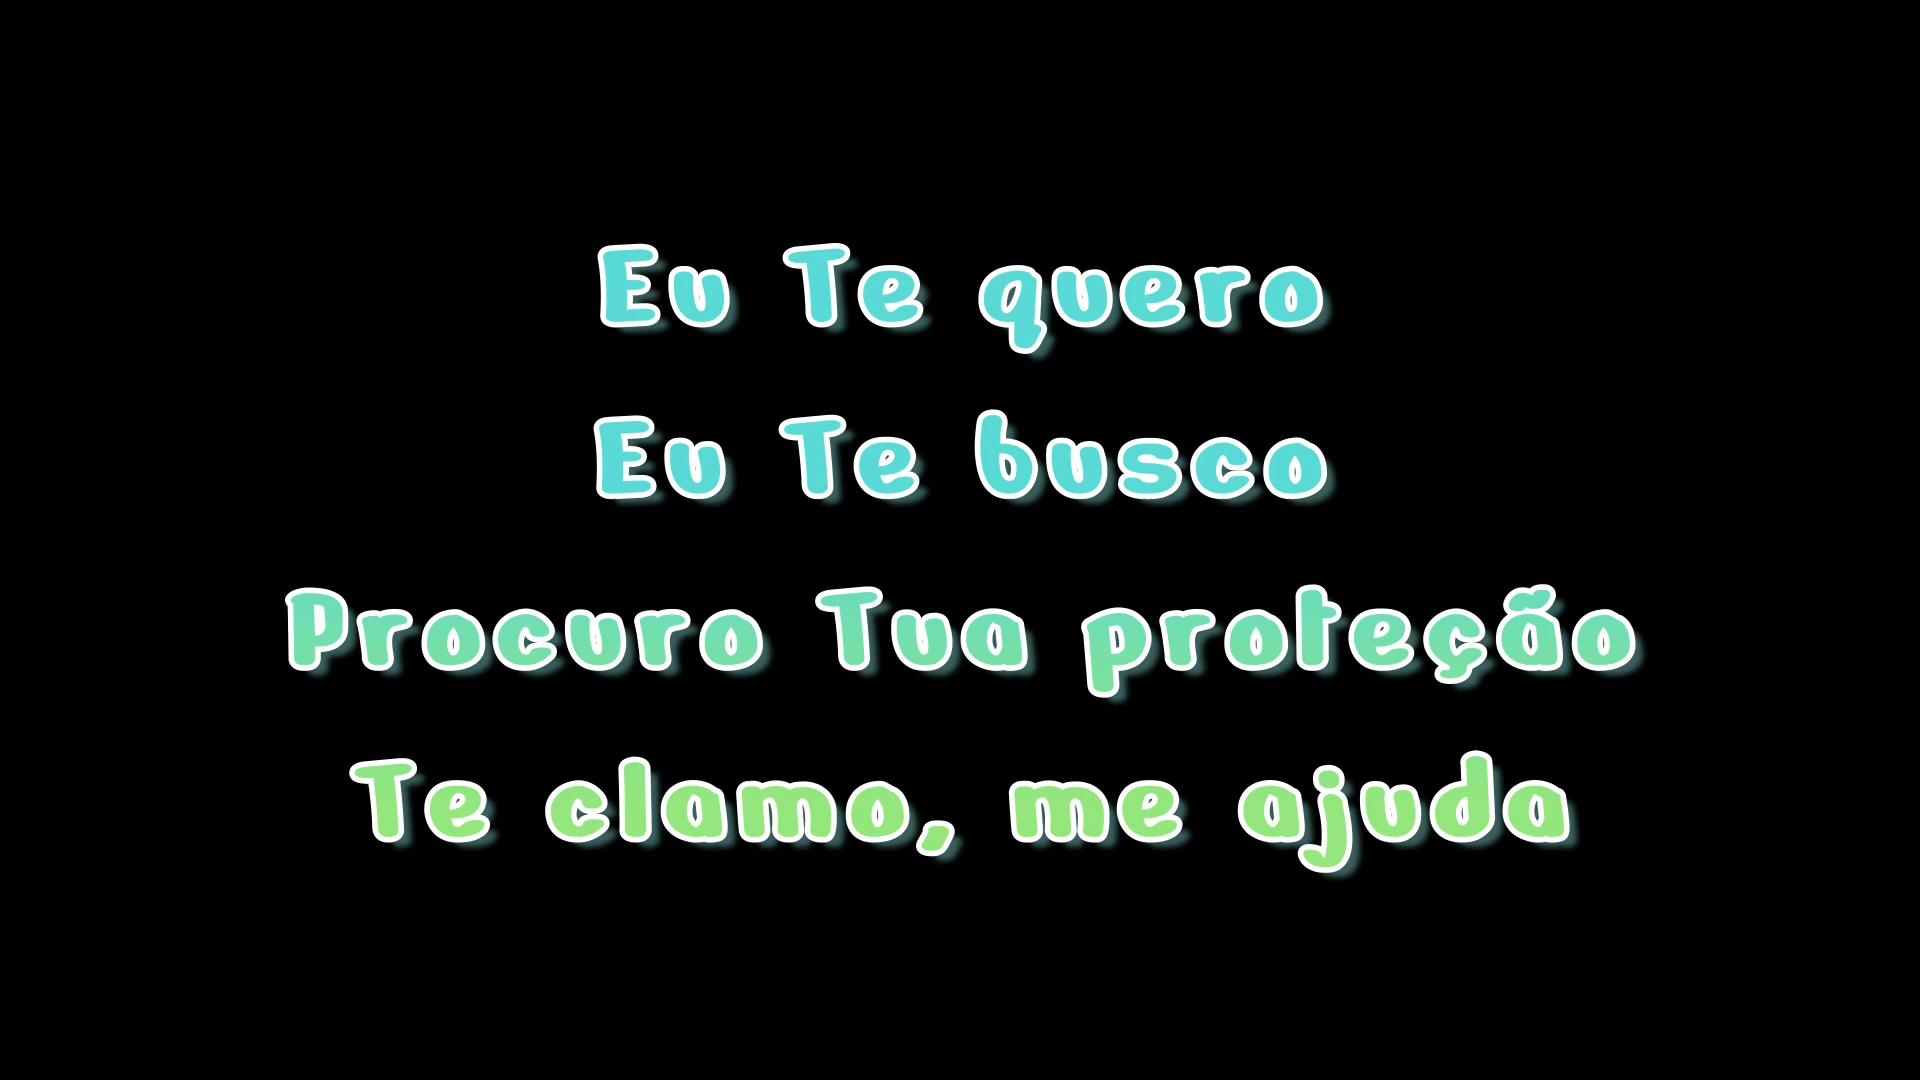 Eu Te quero
Eu Te busco
Procuro Tua proteção
Te clamo, me ajuda